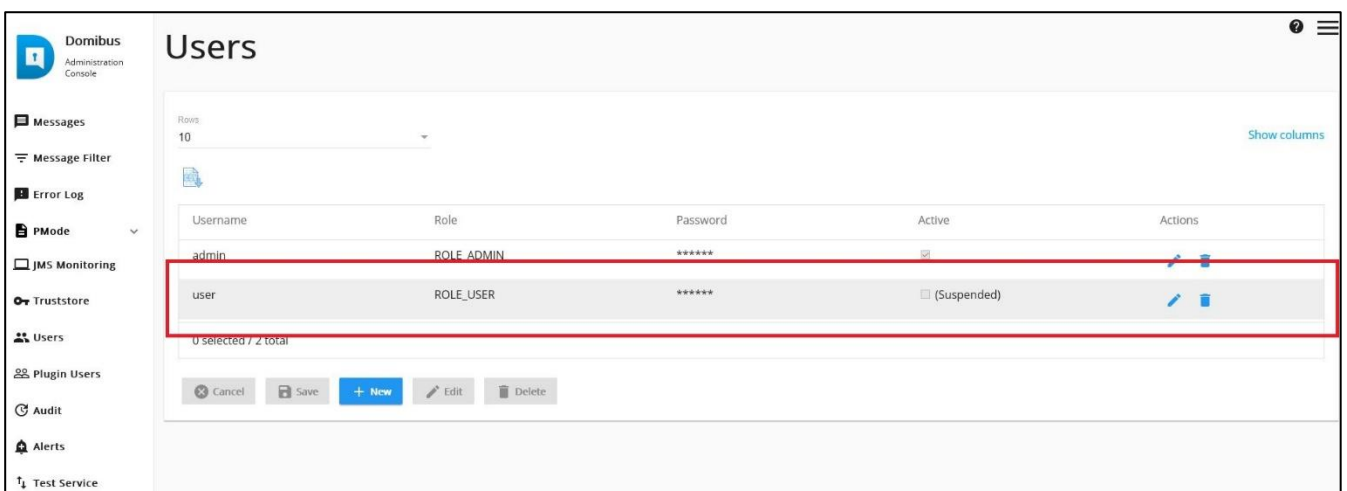 Domibus
Administration
Console
Users
Messages
Message Filter
Error Log
PMode
JMS Monitoring
Truststore
Users
Plugin Users
Audit
Alerts
Test Service
Rows
10
Show columns
Username Role Password Active Actions
admin ROLE_ADMIN ******
user ROLE_USER ****** (Suspended)
0 selected / 2 total
Cancel Save + New Edit Delete